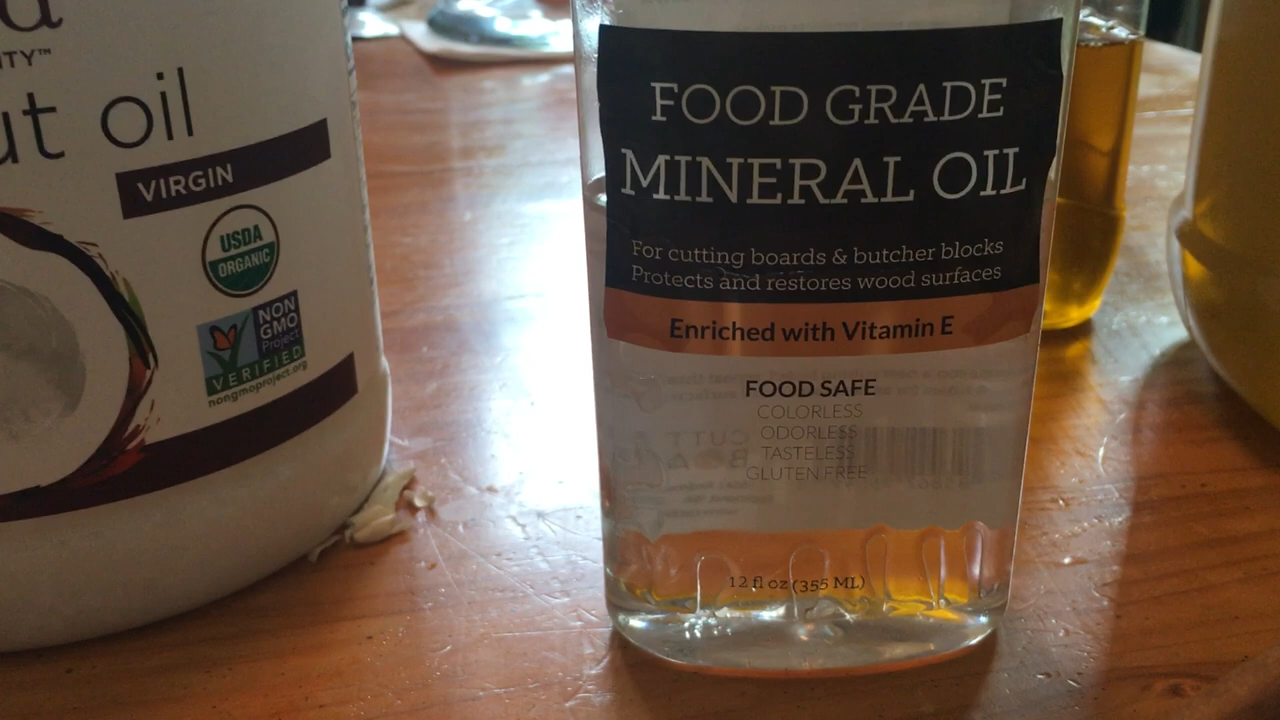 ut oil
VIRGIN
USDA
ORGANIC
NON
GMO
Project
VERIFIED
nongmoproject.org
FOOD GRADE
MINERAL OIL
For cutting boards & butcher blocks
Protects and restores wood surfaces
Enriched with Vitamin E
FOOD SAFE
COLORLESS
ODORLESS
TASTELESS
GLUTEN FREE
12 fl oz (355 ML)